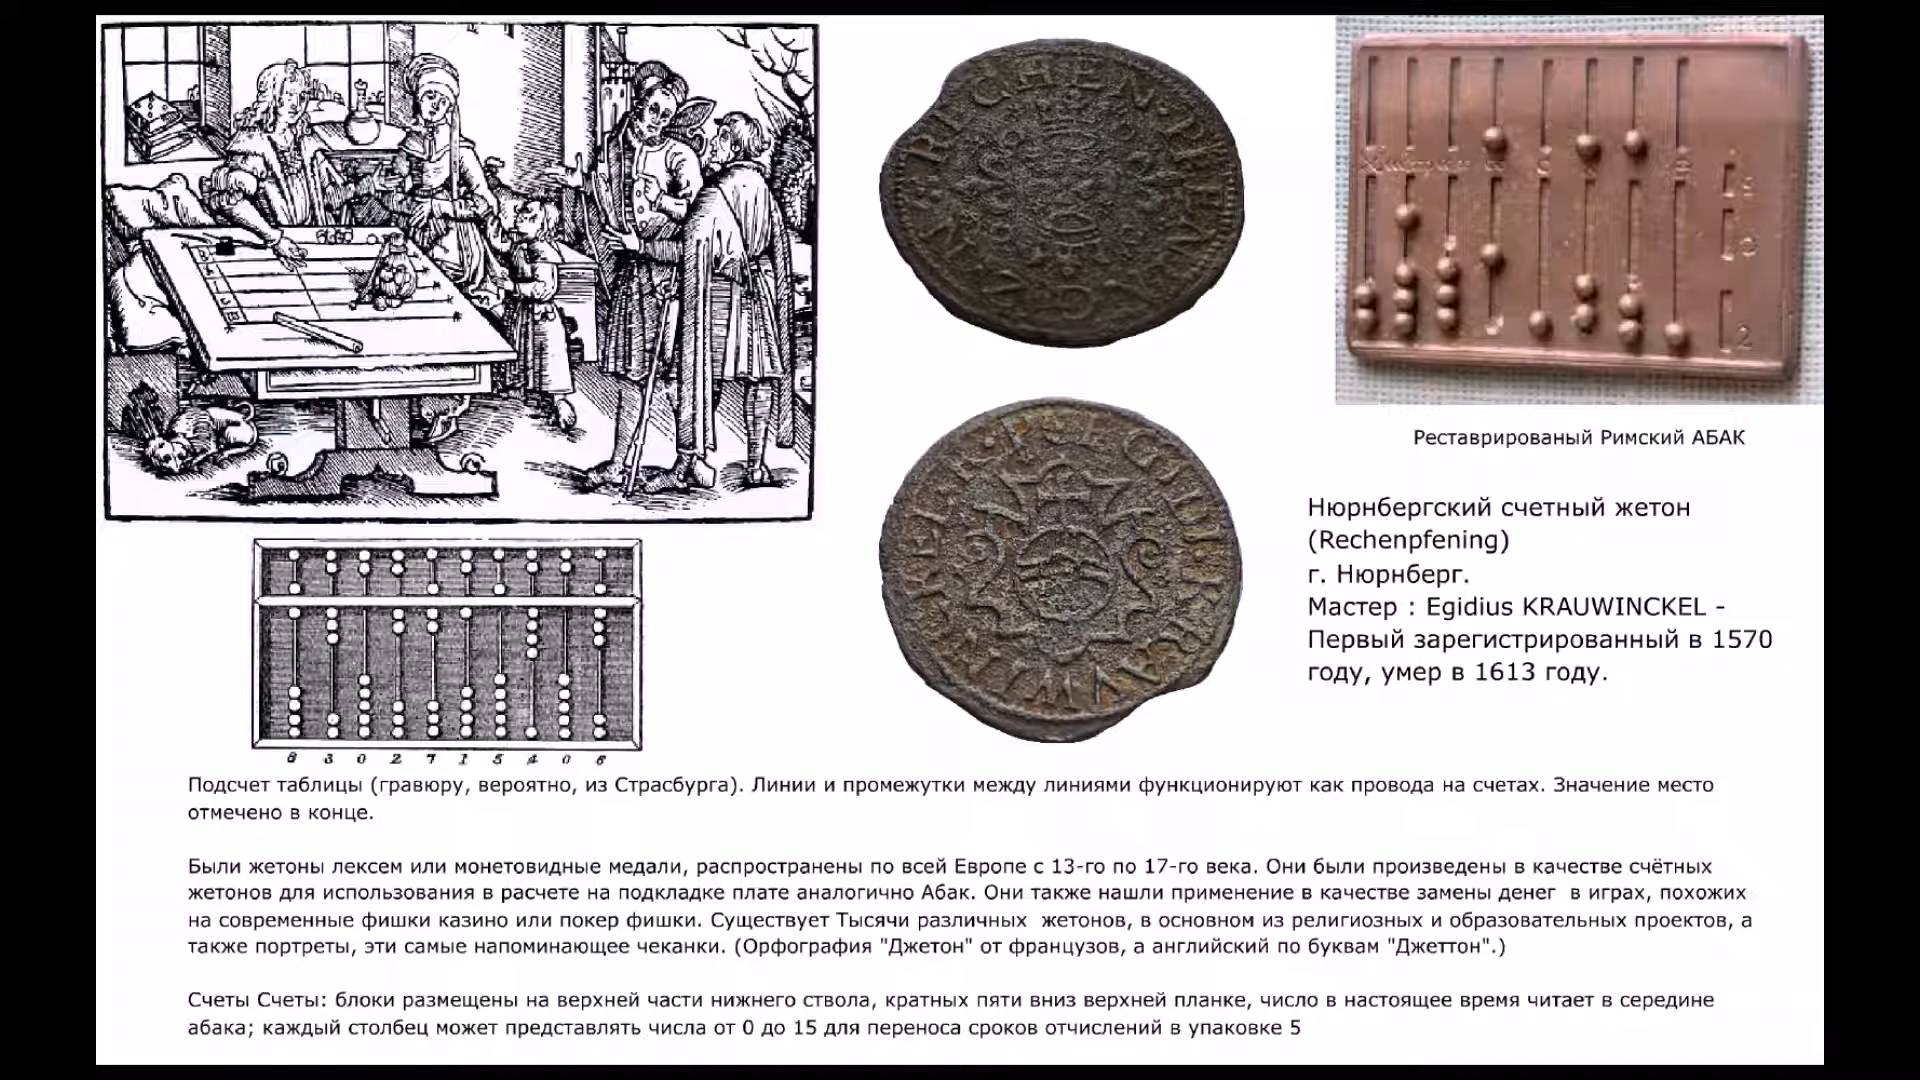 Реставрированый Римский АБАК
Нюрнбергский счетный жетон
(Rechenpfening)
г. Нюрнберг.
Мастер : Egidius KRAUWINCKEL -
Первый зарегистрированный в 1570
году, умер в 1613 году.
8 3 0 2 7 1 5 4 0 6
Подсчет таблицы (гравюру, вероятно, из Страсбурга). Линии и промежутки между линиями функционируют как провода на счетах. Значение место
отмечено в конце.
Были жетоны лексем или монетовидные медали, распространены по всей Европе с 13-го по 17-го века. Они были произведены в качестве счётных
жетонов для использования в расчете на подкладке плате аналогично Абак. Они также нашли применение в качестве замены денег в играх, похожих
на современные фишки казино или покер фишки. Существует Тысячи различных жетонов, в основном из религиозных и образовательных проектов, а
также портреты, эти самые напоминающее чеканки. (Орфография "Джетон" от французов, а английский по буквам "Джеттон".)
Счеты Счеты: блоки размещены на верхней части нижнего ствола, кратных пяти вниз верхней планке, число в настоящее время читает в середине
абака; каждый столбец может представлять числа от 0 до 15 для переноса сроков отчислений в упаковке 5